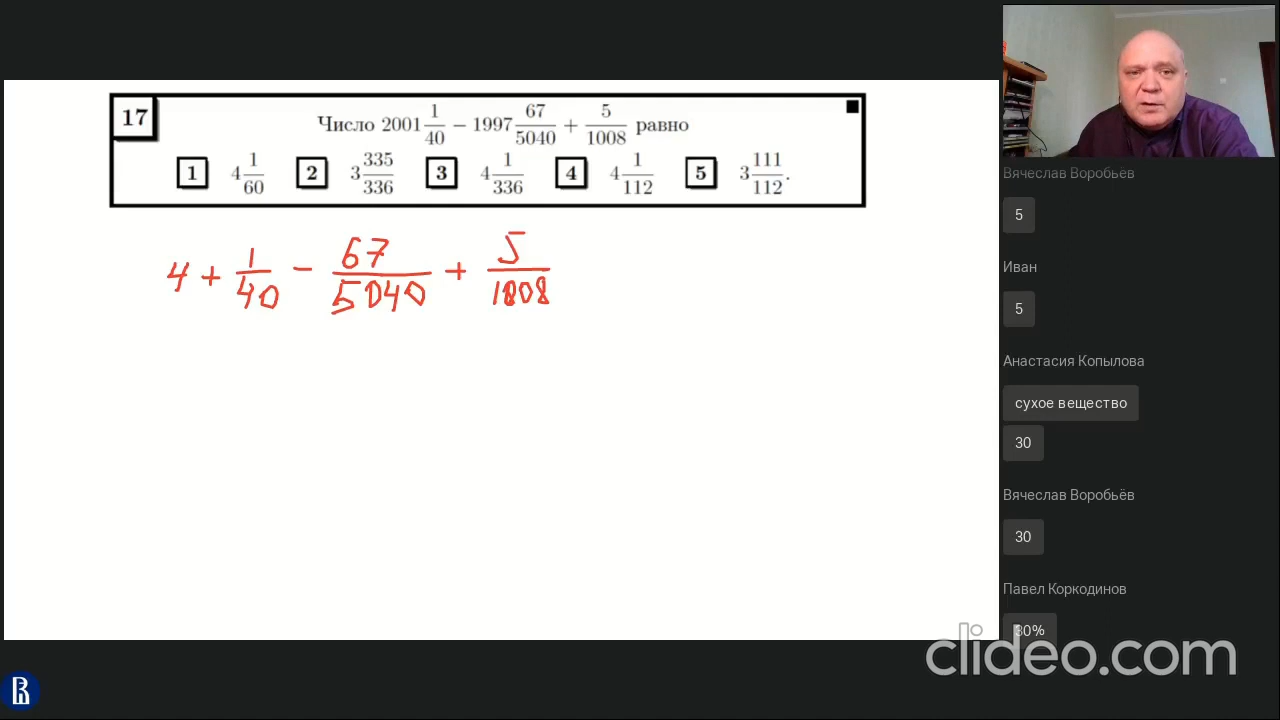 17
Число 2001 1/40 − 1997 67/5040 + 5/1008 равно
1 4 1/60 2 3 335/336 3 4 1/336 4 4 1/112 5 3 111/112.
4 + 1/40 − 67/5040 + 5/1008
Вячеслав Воробьёв
5
Иван
5
Анастасия Копылова
сухое вещество
30
Вячеслав Воробьёв
30
Павел Коркодинов
30%
clideo.com